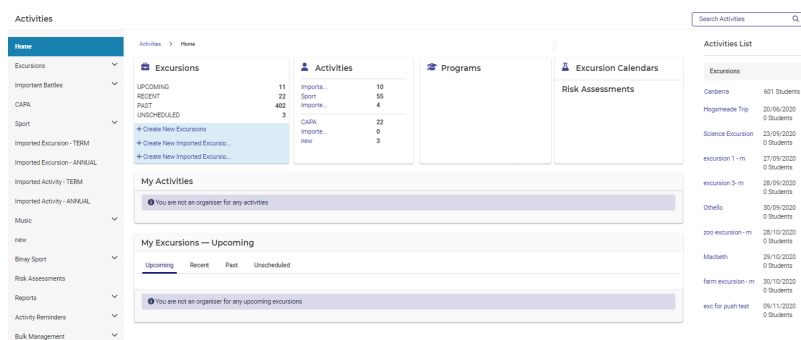 Activities
Search Activities
Home
Excursions
Important Battles
CAPA
Sport
Imported Excursion - TERM
Imported Excursion - ANNUAL
Imported Activity - TERM
Imported Activity - ANNUAL
Music
new
Binay Sport
Risk Assessments
Reports
Activity Reminders
Bulk Management
Activities > Home
Excursions
UPCOMING 11
RECENT 22
PAST 402
UNSCHEDULED 3
+ Create New Excursions
+ Create New Imported Excursio...
+ Create New Imported Excursio...
Activities
Importa... 10
Sport 55
Importe... 4
CAPA 22
Importe... 0
new 3
Programs
Excursion Calendars
Risk Assessments
My Activities
You are not an organiser for any activities
My Excursions — Upcoming
Upcoming Recent Past Unscheduled
You are not an organiser for any upcoming excursions
Activities List
Excursions
Canberra 601 Students
Hogsmeade Trip 20/06/2020
0 Students
Science Excursion 23/09/2020
0 Students
excursion 1 - m 27/09/2020
0 Students
excursion 3- m 28/09/2020
0 Students
Othello 30/09/2020
0 Students
zoo excursion - m 28/10/2020
0 Students
Macbeth 29/10/2020
0 Students
farm excursion - m 30/10/2020
0 Students
exc for push test 09/11/2020
0 Students